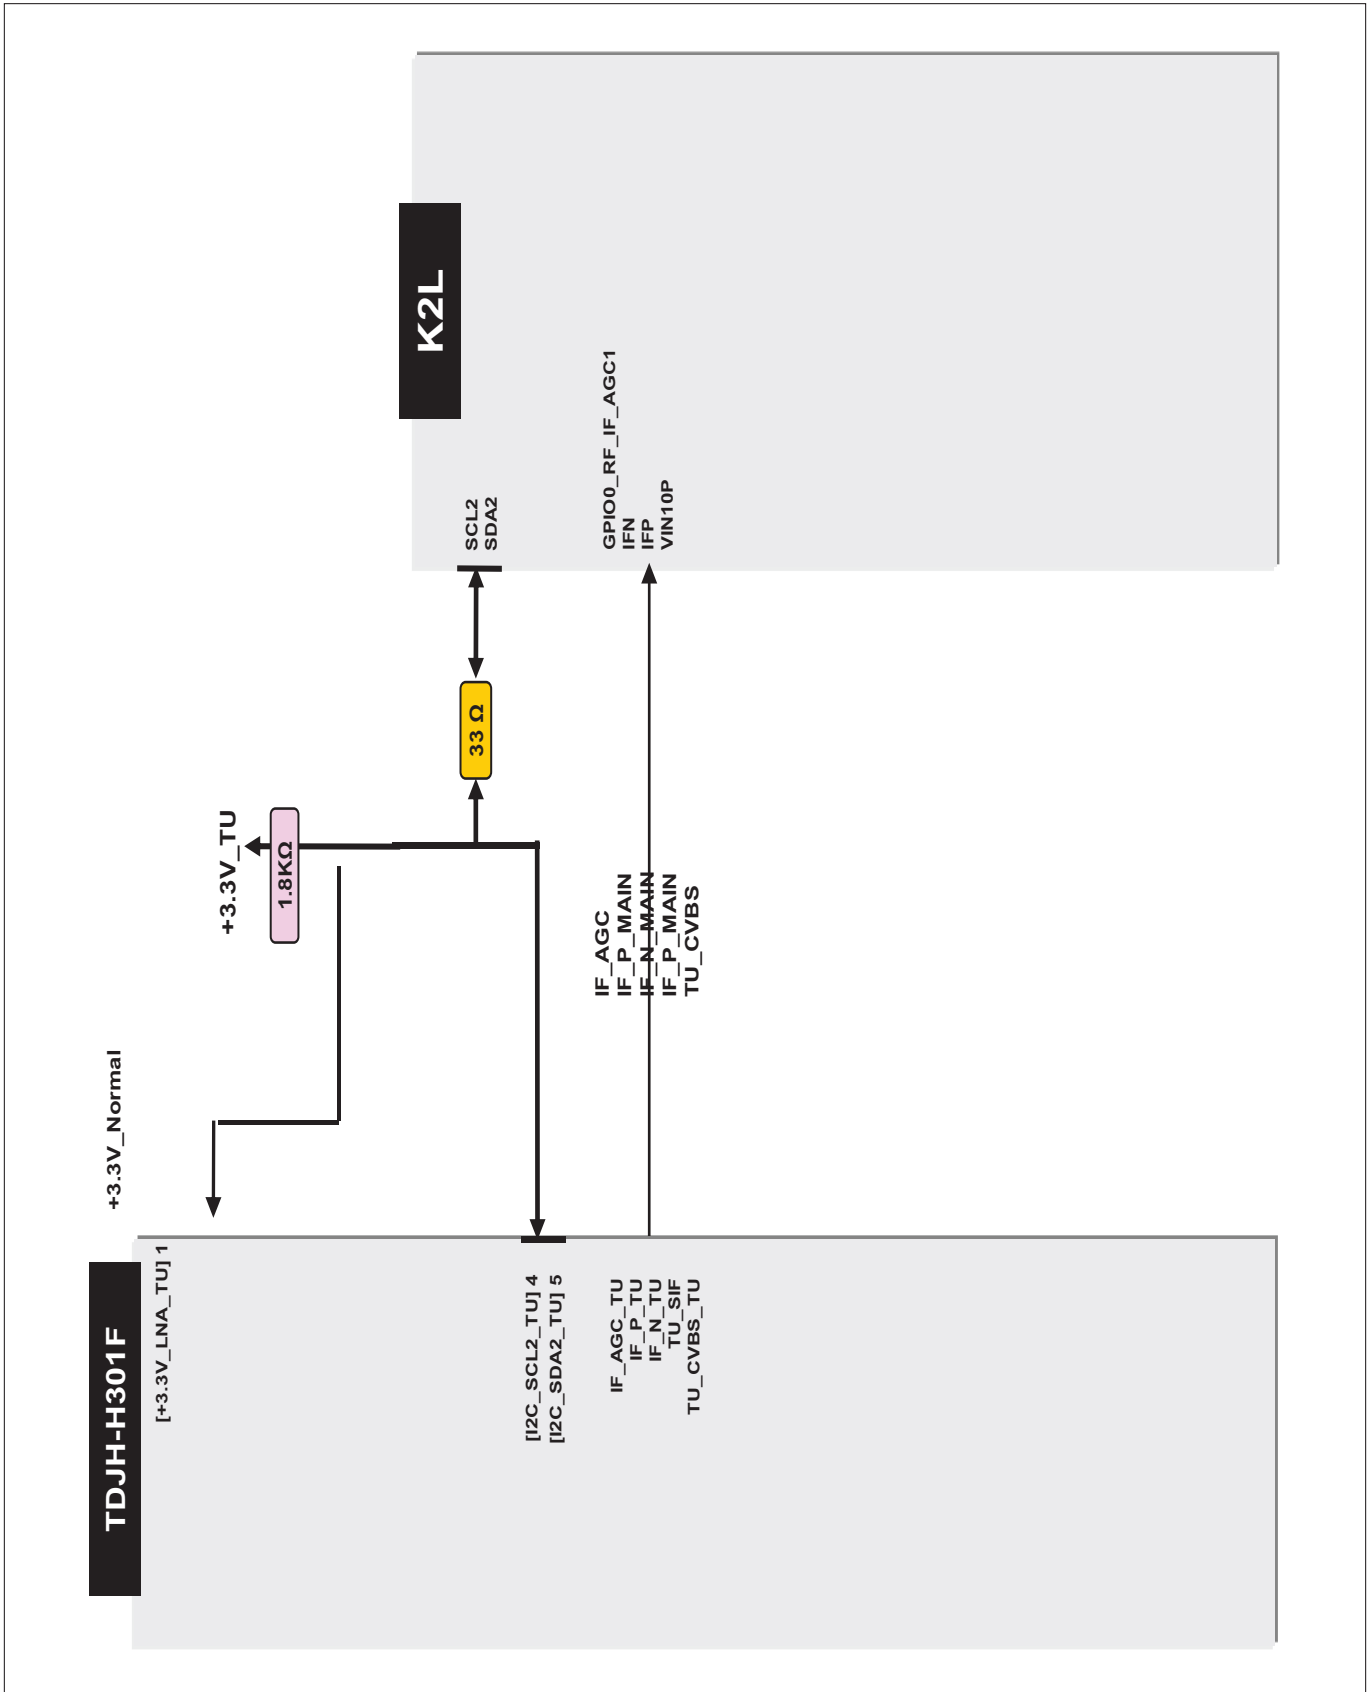 TDJH-H301F
[+3.3V_LNA_TU] 1
[I2C_SCL2_TU] 4
[I2C_SDA2_TU] 5
IF_AGC_TU
IF_P_TU
IF_N_TU
TU_SIF
TU_CVBS_TU
+3.3V_Normal
+3.3V_TU
1.8KΩ
33 Ω
IF_AGC
IF_P_MAIN
IF_N_MAIN
IF_P_MAIN
TU_CVBS
K2L
SCL2
SDA2
GPIO0_RF_IF_AGC1
IFN
IFP
VIN10P